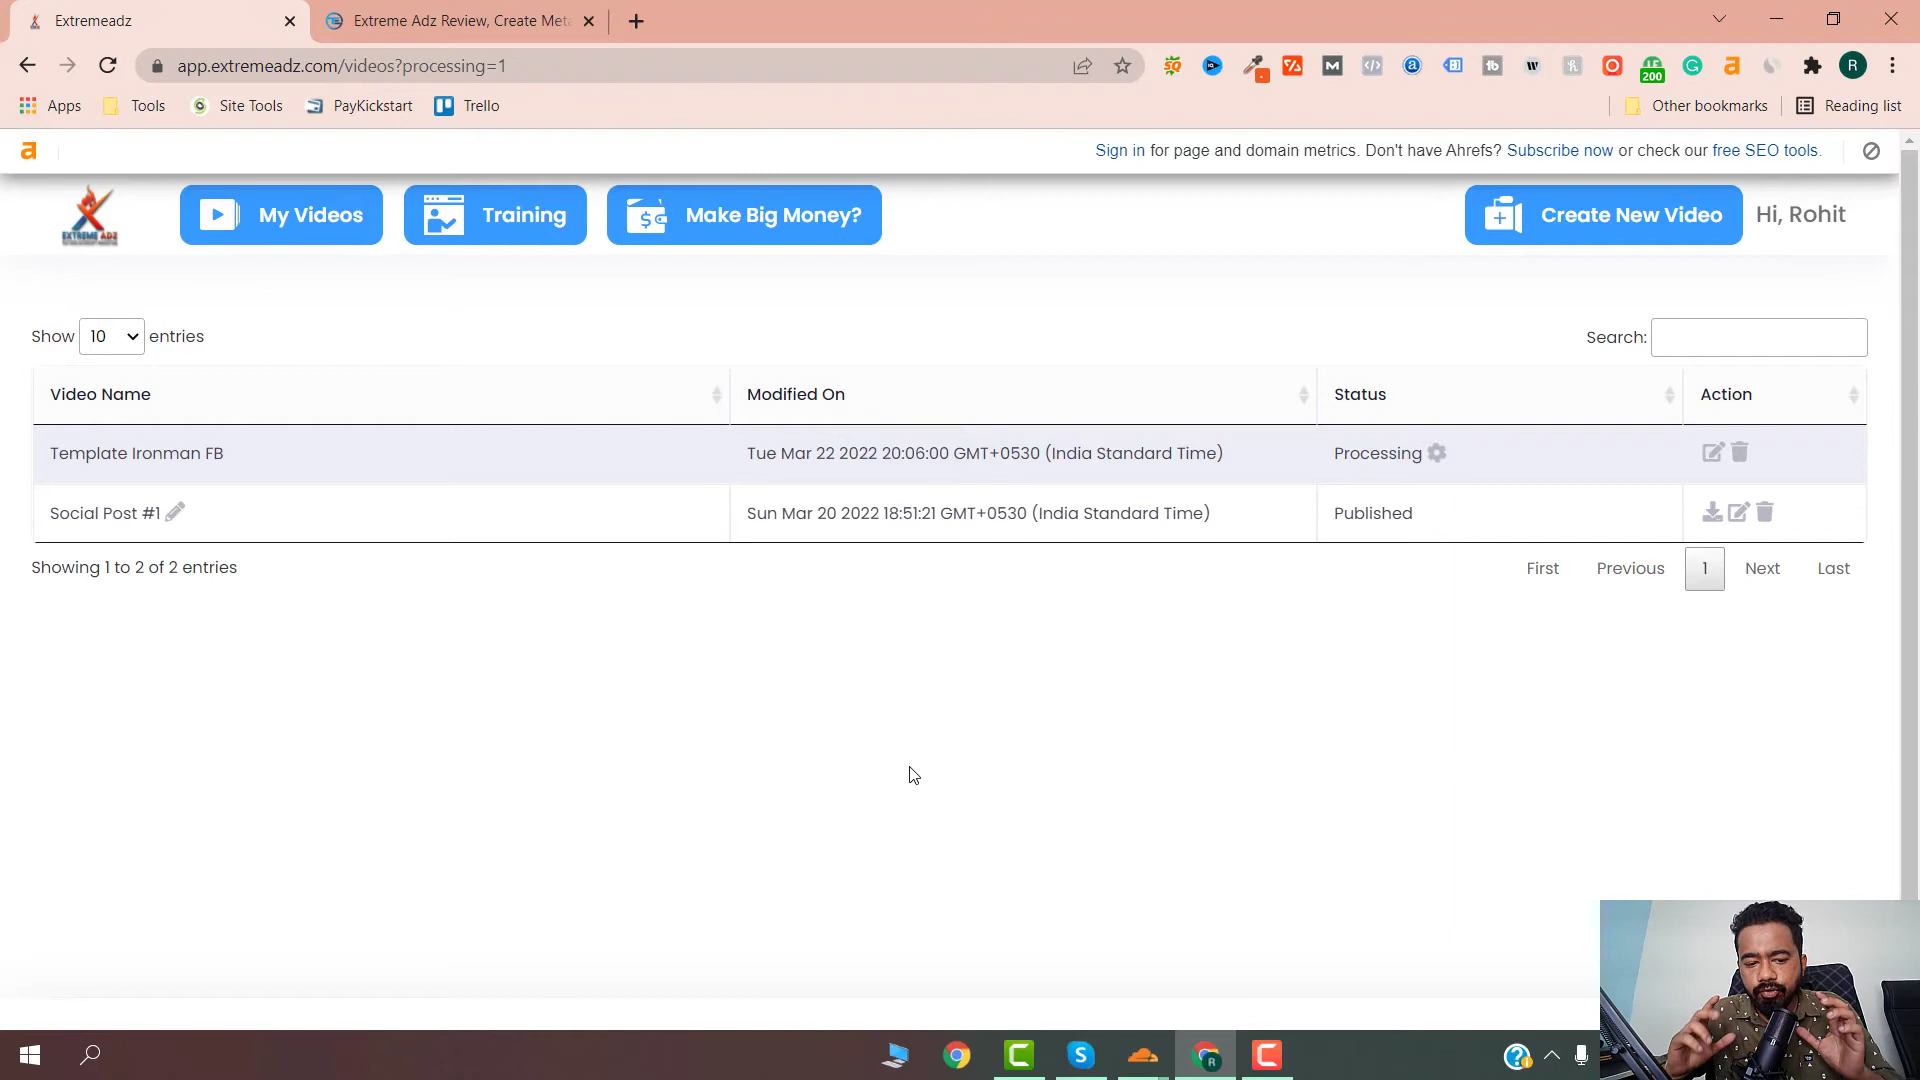 Extremeadz
Extreme Adz Review, Create Meta
app.extremeadz.com/videos?processing=1
200
R
Apps
Tools
Site Tools
PayKickstart
Trello
Other bookmarks
Reading list
a
Sign in for page and domain metrics. Don't have Ahrefs? Subscribe now or check our free SEO tools.
EXTREME ADZ
My Videos
Training
Make Big Money?
Create New Video
Hi, Rohit
Show 10 entries
Search:
Video Name
Modified On
Status
Action
Template Ironman FB
Tue Mar 22 2022 20:06:00 GMT+0530 (India Standard Time)
Processing
Social Post #1
Sun Mar 20 2022 18:51:21 GMT+0530 (India Standard Time)
Published
Showing 1 to 2 of 2 entries
First
Previous
1
Next
Last